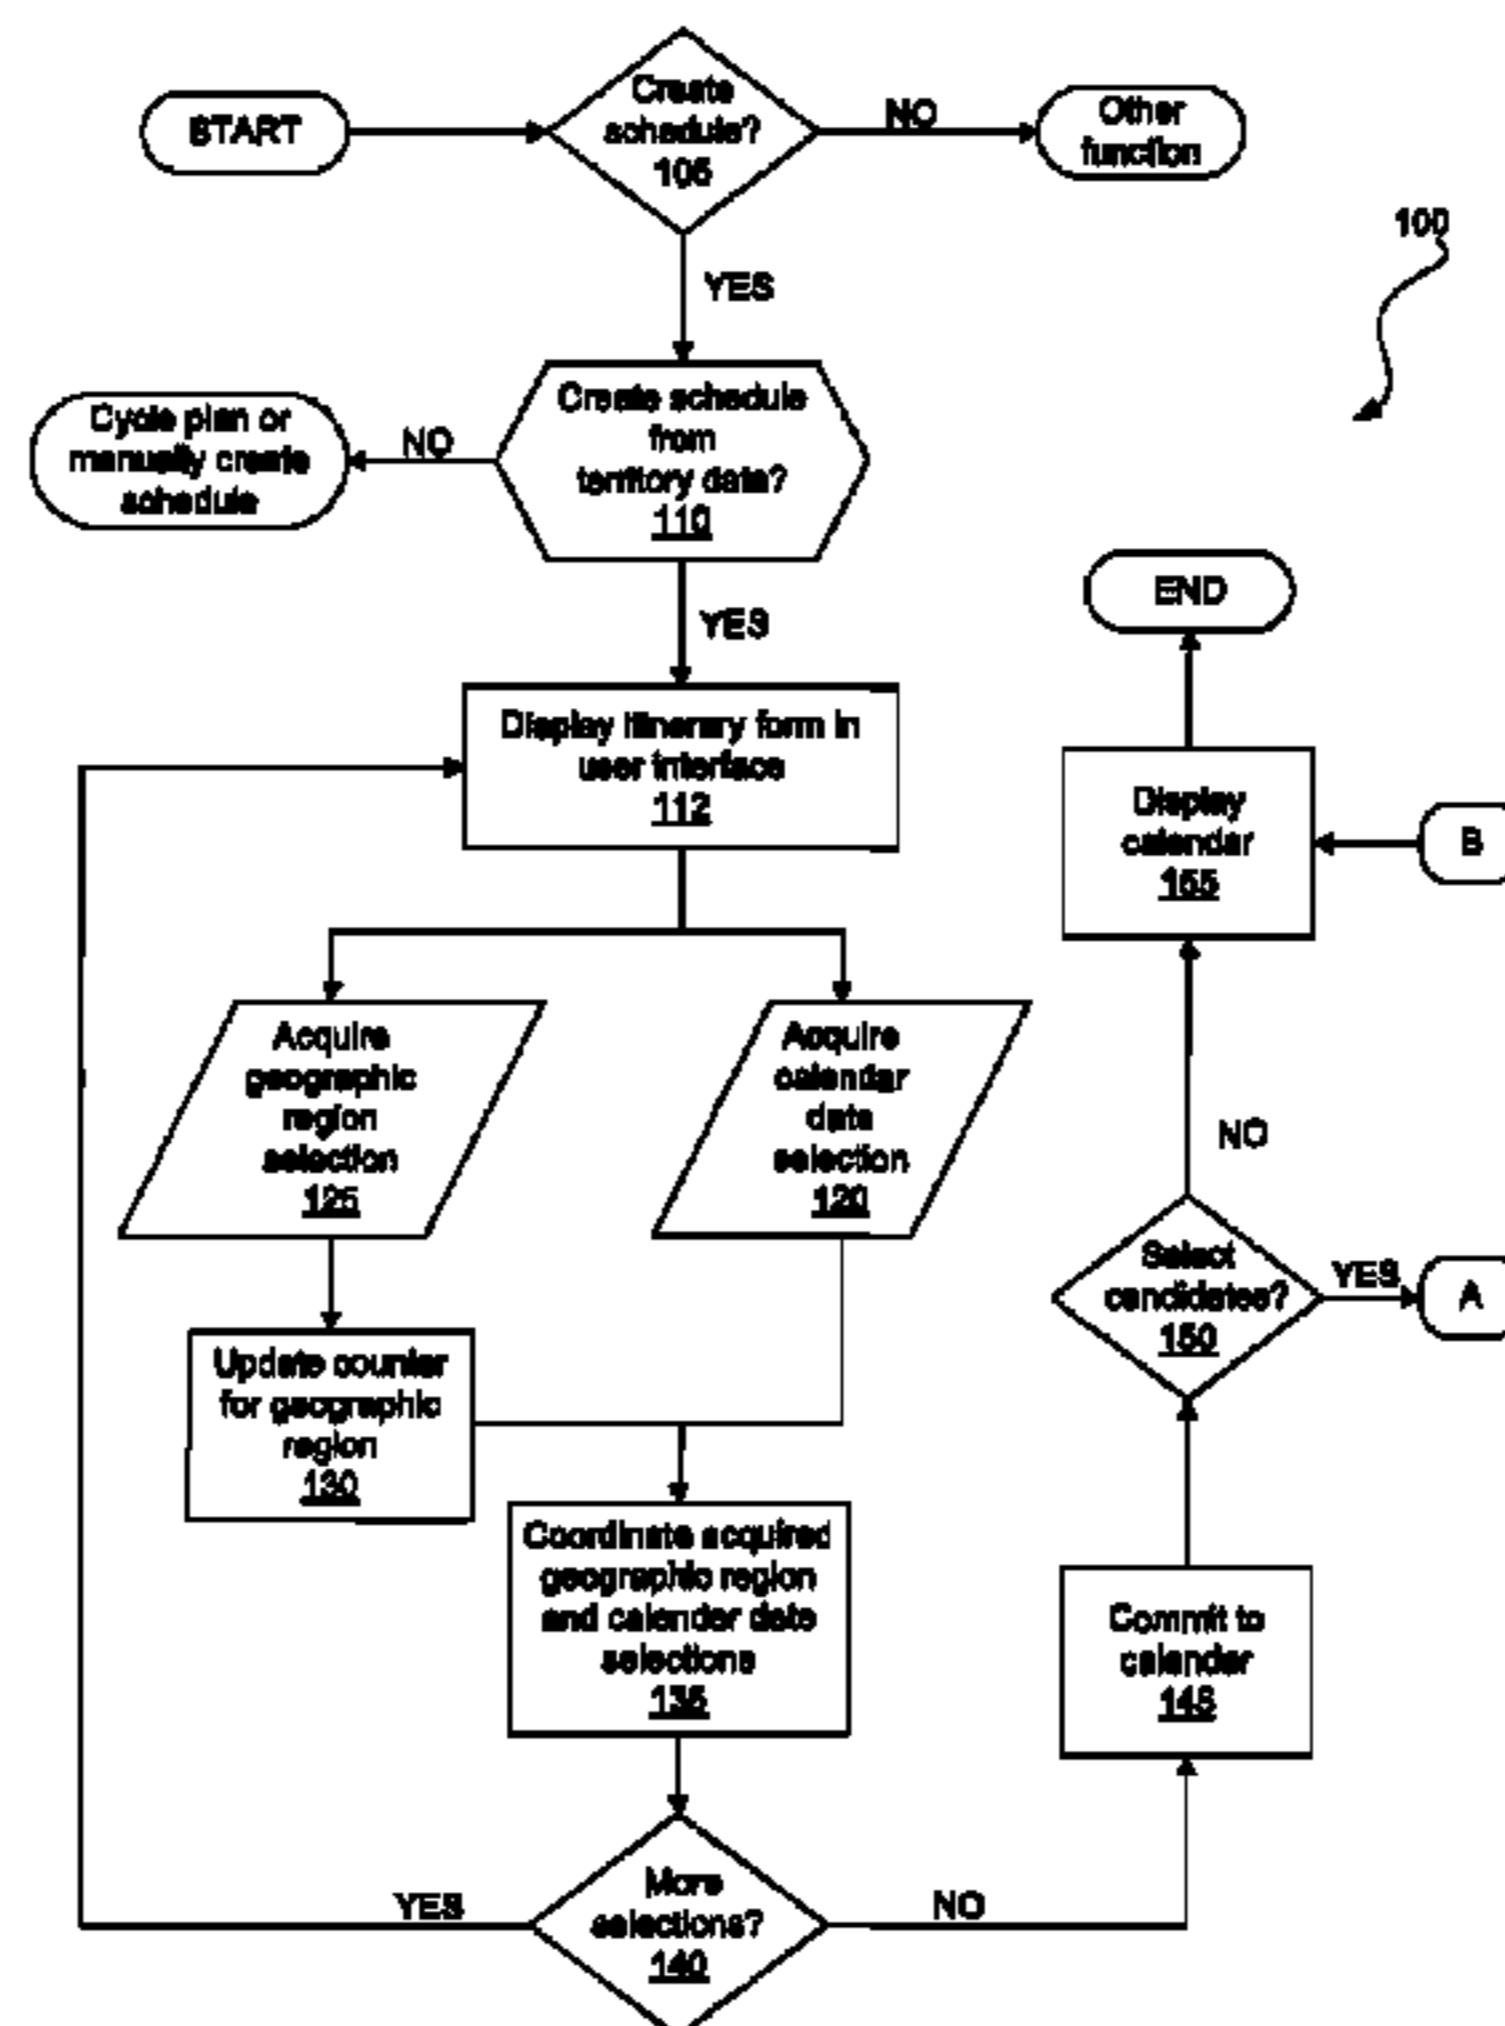 START
Create
schedule?
105
NO
Other
function
100
YES
Create schedule
from
territory data?
110
NO
Cycle plan or
manually create
schedule
YES
END
Display itinerary form in
user interface
112
Display
calendar
155
B
Acquire
geographic
region
selection
125
Acquire
calendar
date
selection
120
NO
Select
candidates?
150
YES
A
Update counter
for geographic
region
130
Coordinate acquired
geographic region
and calender date
selections
135
Commit to
calender
145
More
selections?
140
YES
NO